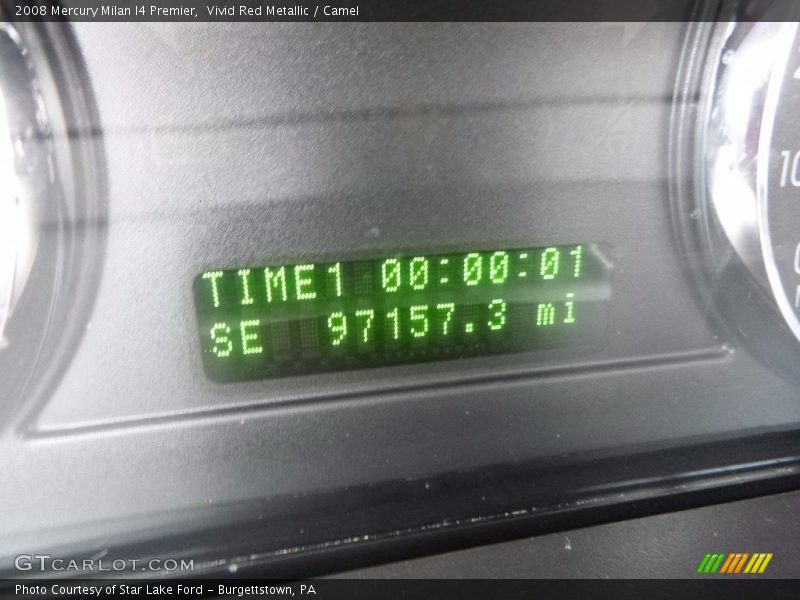 2008 Mercury Milan I4 Premier,  Vivid Red Metallic / Camel
TIME1 00:00:01
SE 97157.3 mi
10
GTCARLOT.COM
Photo Courtesy of Star Lake Ford – Burgettstown, PA